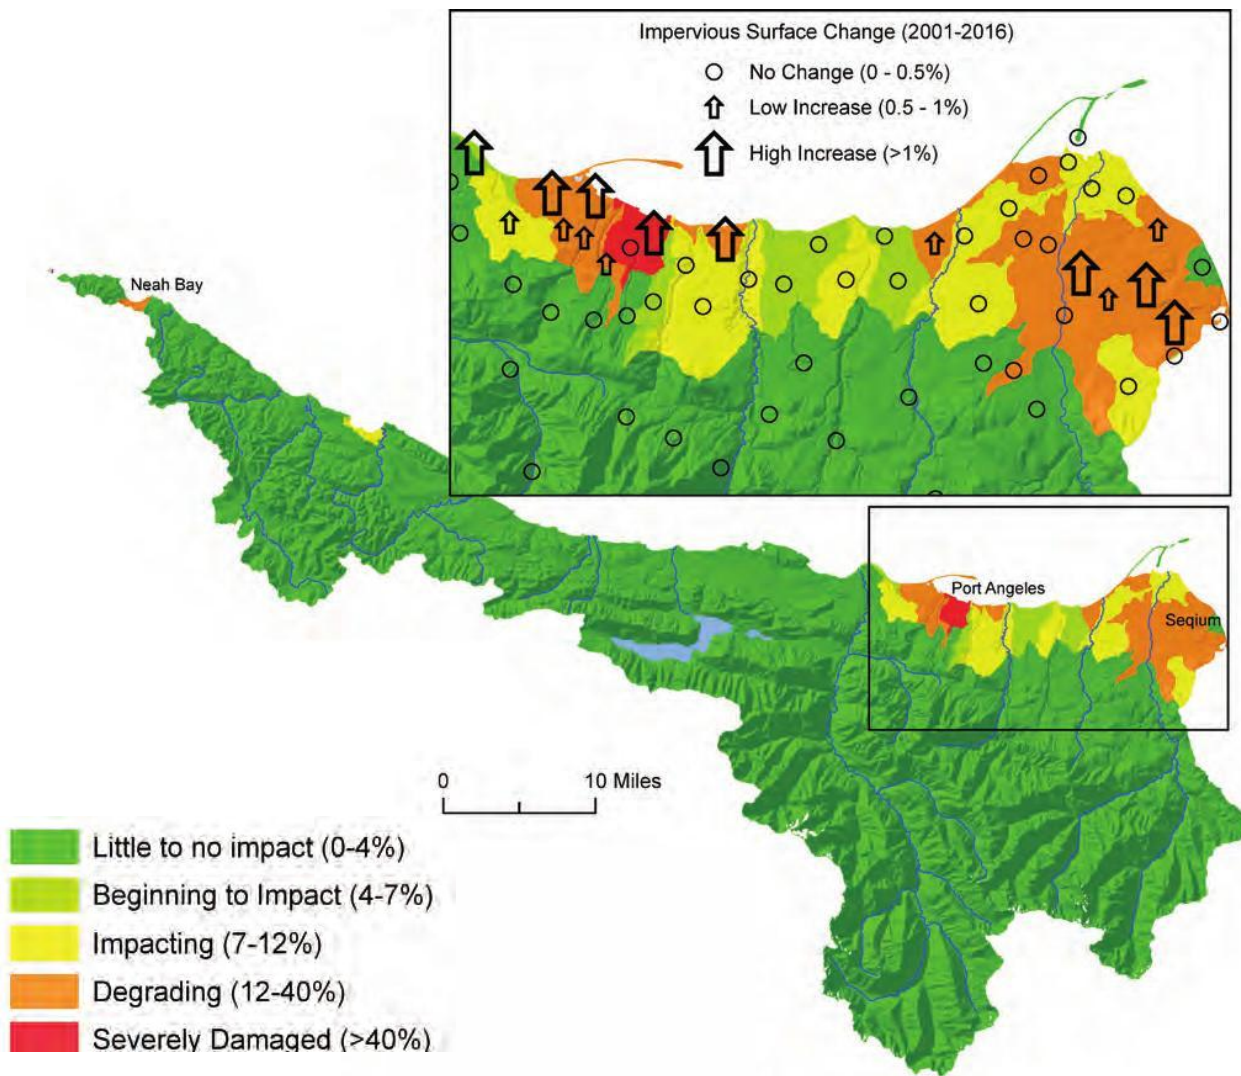 Impervious Surface Change (2001-2016)
No Change (0 - 0.5%)
Low Increase (0.5 - 1%)
High Increase (>1%)
Neah Bay
Port Angeles
Seqium
0 10 Miles
Little to no impact (0-4%)
Beginning to Impact (4-7%)
Impacting (7-12%)
Degrading (12-40%)
Severely Damaged (>40%)